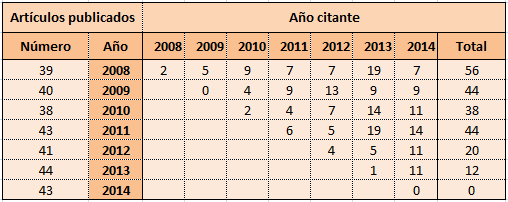 Artículos publicados Año citante
Número Año 2008 2009 2010 2011 2012 2013 2014 Total
39 2008 2 5 9 7 7 19 7 56
40 2009 0 4 9 13 9 9 44
38 2010 2 4 7 14 11 38
43 2011 6 5 19 14 44
41 2012 4 5 11 20
44 2013 1 11 12
43 2014 0 0